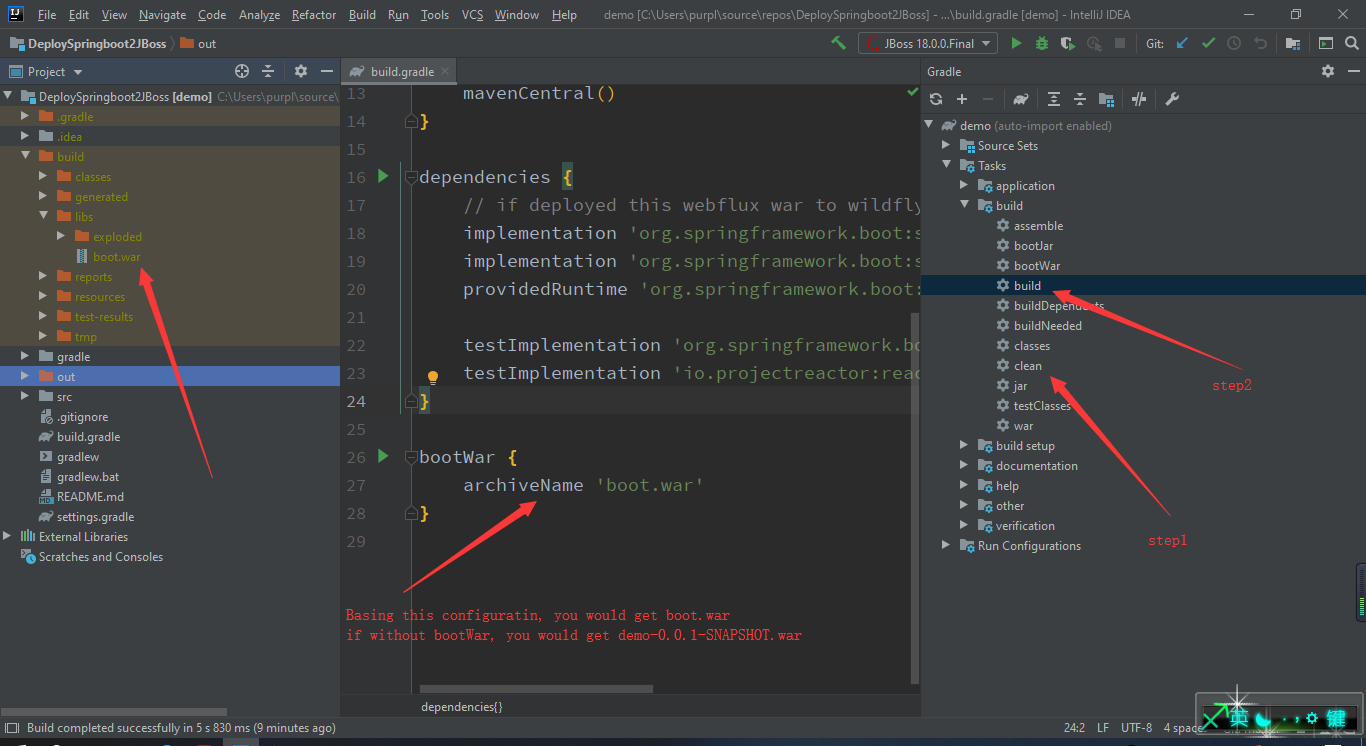 File Edit View Navigate Code Analyze Refactor Build Run Tools VCS Window Help demo [C:\Users\purpl\source\repos\DeploySpringboot2JBoss] - ...\build.gradle [demo] - IntelliJ IDEA
DeploySpringboot2JBoss out JBoss 18.0.0.Final Git:
Project
build.gradle
Gradle
DeploySpringboot2JBoss [demo] C:\Users\purpl\source\
.gradle
.idea
build
classes
generated
libs
exploded
boot.war
reports
resources
test-results
tmp
gradle
out
src
.gitignore
build.gradle
gradlew
gradlew.bat
README.md
settings.gradle
External Libraries
Scratches and Consoles
13 mavenCentral()
14 }
15
16 dependencies {
17 // if deployed this webflux war to wildfly
18 implementation 'org.springframework.boot:s
19 implementation 'org.springframework.boot:s
20 providedRuntime 'org.springframework.boot:
21
22 testImplementation 'org.springframework.bo
23 testImplementation 'io.projectreactor:reac
24 }
25
26 bootWar {
27 archiveName 'boot.war'
28 }
29
Basing this configuratin, you would get boot.war
if without bootWar, you would get demo-0.0.1-SNAPSHOT.war
dependencies{}
demo (auto-import enabled)
Source Sets
Tasks
application
build
assemble
bootJar
bootWar
build
buildDependents
buildNeeded
classes
clean
jar
testClasses
war
build setup
documentation
help
other
verification
Run Configurations
step2
step1
Build completed successfully in 5 s 830 ms (9 minutes ago)
24:2 LF UTF-8 4 space
英 键